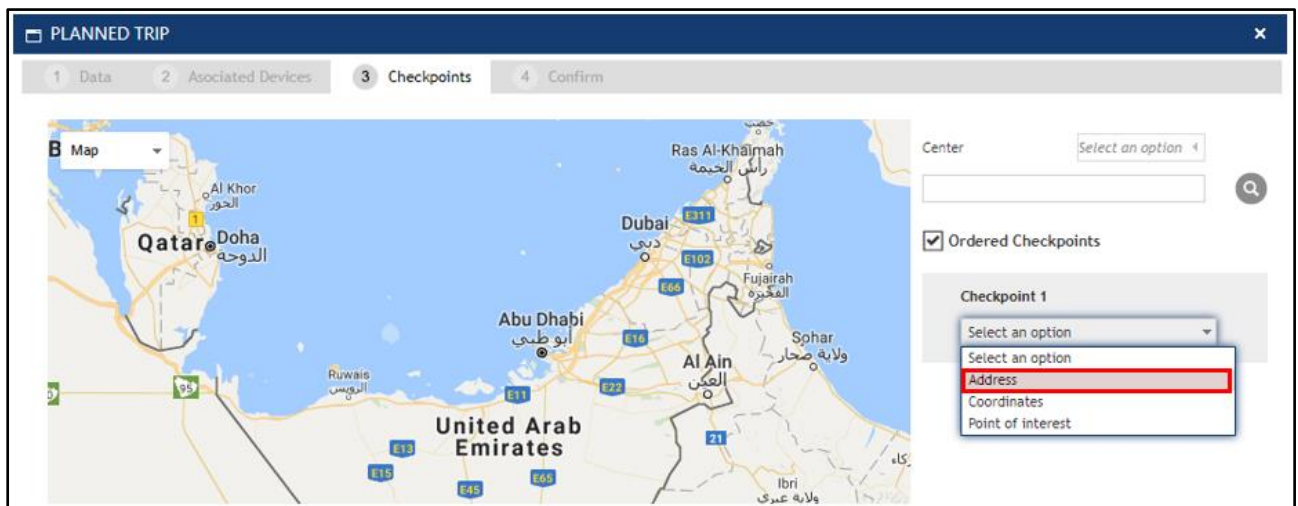 PLANNED TRIP
×
1 Data
2 Asociated Devices
3 Checkpoints
4 Confirm
Map
Ras Al-Khaimah
رأس الخيمة
Al Khor
الخور
1
Dubai
دبي
E311
Qatar
Doha
الدوحة
E102
Fujairah
الفجيرة
E66
Abu Dhabi
أبو ظبي
E16
Sohar
ولاية صحار
Al Ain
العين
Ruwais
الرويس
95
E11
E22
United Arab
Emirates
21
E13
E15
E45
E65
Ibri
ولاية عبري
Center
Select an option
Ordered Checkpoints
Checkpoint 1
Select an option
Select an option
Address
Coordinates
Point of interest